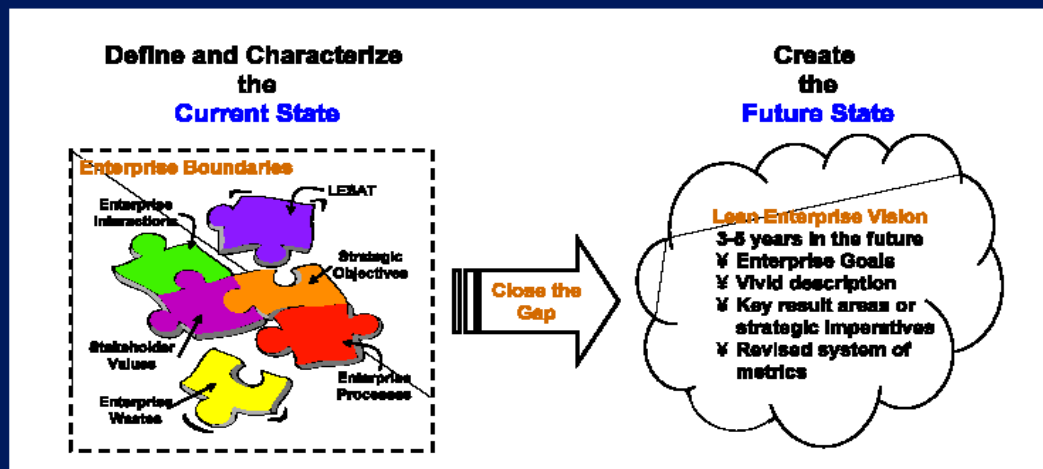 Define and Characterize
the
Current State
Enterprise Boundaries
LESAT
Enterprise
Interactions
Strategic
Objectives
Stakeholder
Values
Enterprise
Processes
Enterprise
Wastes
Close the
Gap
Create
the
Future State
Lean Enterprise Vision
3-5 years in the future
¥ Enterprise Goals
¥ Vivid description
¥ Key result areas or
strategic imperatives
¥ Revised system of
metrics